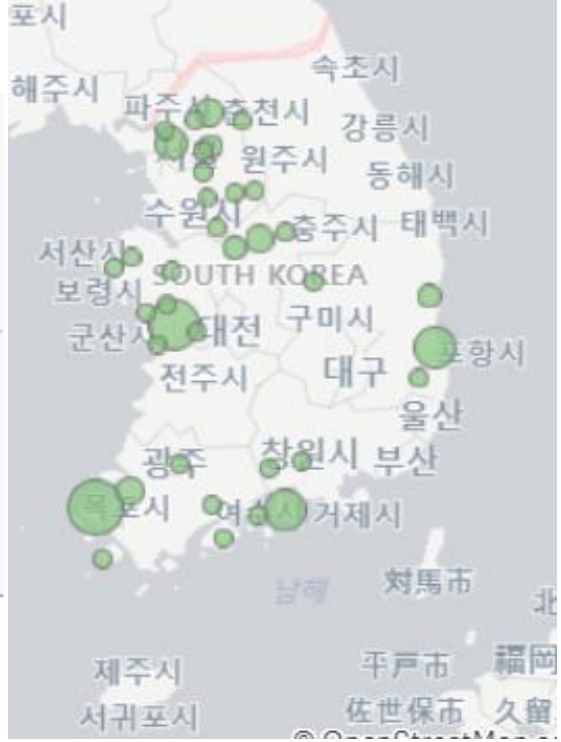 포시
속초시
해주시
파주시 춘천시
강릉시
서울 원주시
동해시
수원시
충주시 태백시
서산시
SOUTH KOREA
보령시
구미시
군산시 대전
포항시
전주시 대구
울산
광주 창원시 부산
목포시 여수시 거제시
남해
対馬市
北
제주시 平戸市 福岡
서귀포시 佐世保市 久留
© OpenStreetMap